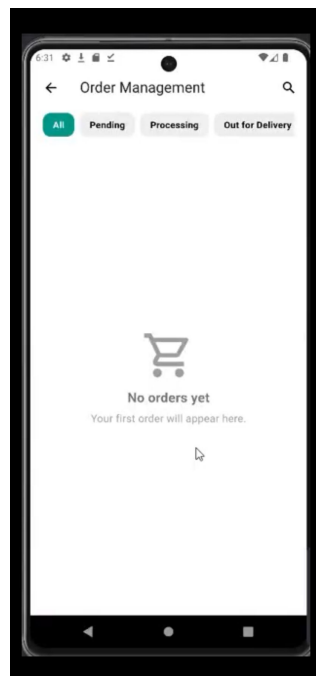 6:31
Order Management
All
Pending
Processing
Out for Delivery
No orders yet
Your first order will appear here.